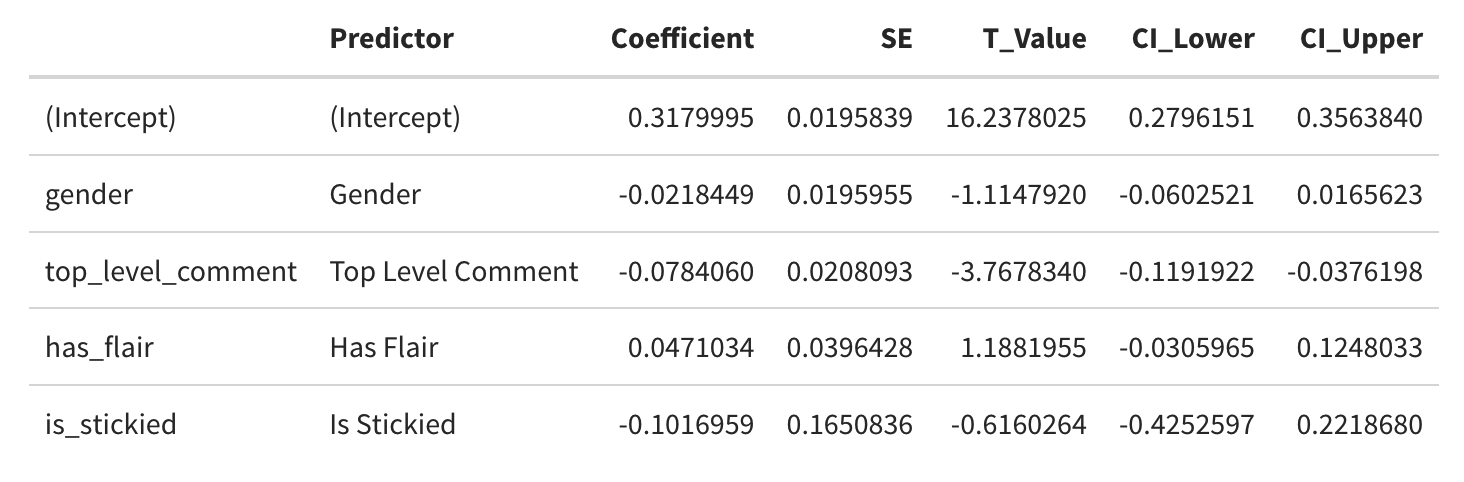 Predictor Coefficient SE T_Value CI_Lower CI_Upper
(Intercept) (Intercept) 0.3179995 0.0195839 16.2378025 0.2796151 0.3563840
gender Gender -0.0218449 0.0195955 -1.1147920 -0.0602521 0.0165623
top_level_comment Top Level Comment -0.0784060 0.0208093 -3.7678340 -0.1191922 -0.0376198
has_flair Has Flair 0.0471034 0.0396428 1.1881955 -0.0305965 0.1248033
is_stickied Is Stickied -0.1016959 0.1650836 -0.6160264 -0.4252597 0.2218680